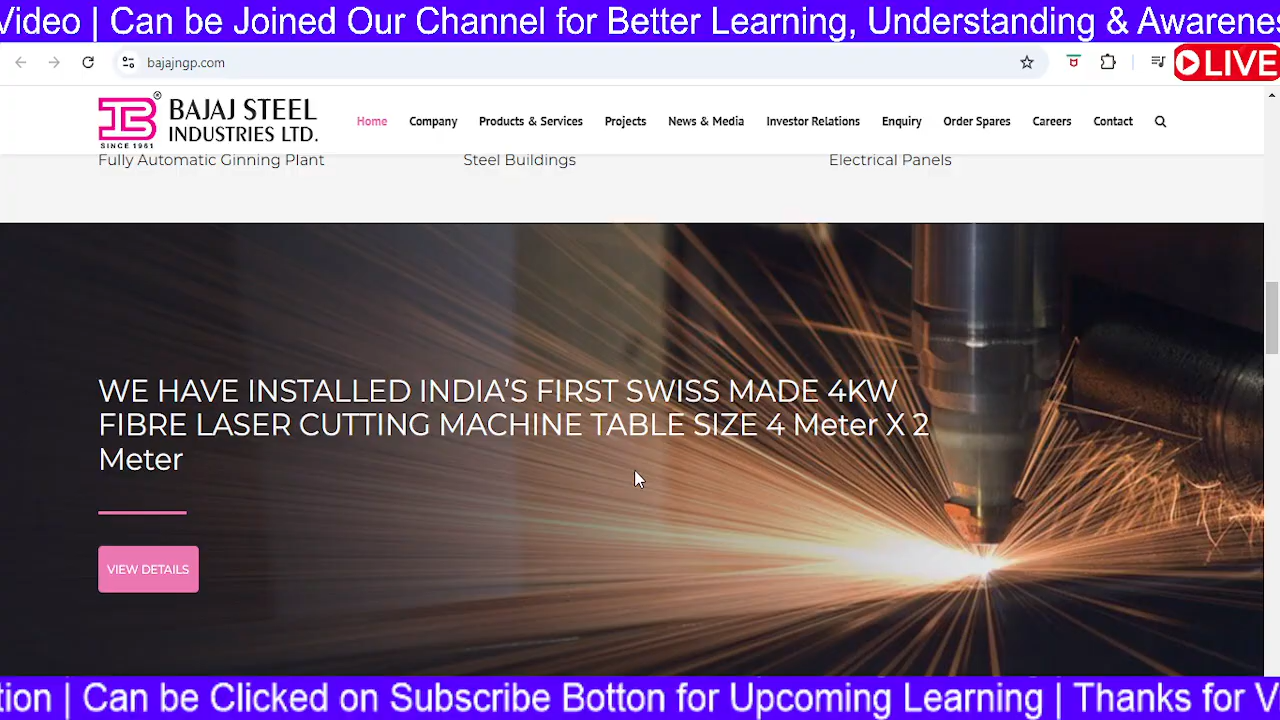 Video | Can be Joined Our Channel for Better Learning, Understanding & Awarenes
bajajngp.com
LIVE
BAJAJ STEEL
INDUSTRIES LTD.
SINCE 1961
Home Company Products & Services Projects News & Media Investor Relations Enquiry Order Spares Careers Contact
Fully Automatic Ginning Plant Steel Buildings Electrical Panels
WE HAVE INSTALLED INDIA’S FIRST SWISS MADE 4KW
FIBRE LASER CUTTING MACHINE TABLE SIZE 4 Meter X 2
Meter
VIEW DETAILS
tion | Can be Clicked on Subscribe Botton for Upcoming Learning | Thanks for V